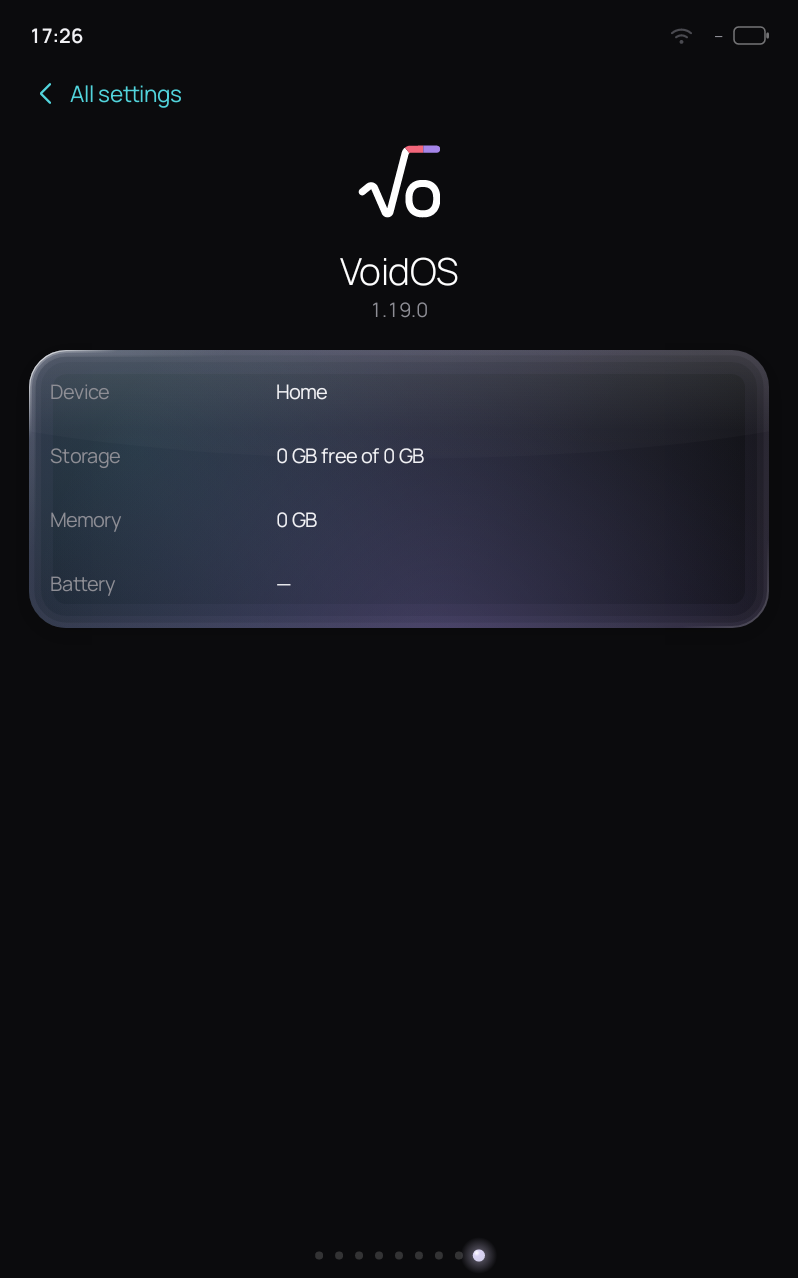 17:26
–
All settings
√o
VoidOS
1.19.0
Device Home
Storage 0 GB free of 0 GB
Memory 0 GB
Battery —